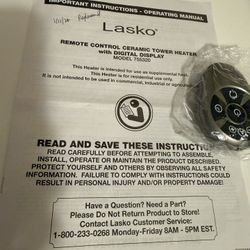 IMPORTANT INSTRUCTIONS - OPERATING MANUAL
Lasko®
REMOTE CONTROL CERAMIC TOWER HEATER
with DIGITAL DISPLAY
MODEL 755320
This Heater is intended for use as supplemental heat.
This Heater is for residential use only.
It is not intended to be used in commercial, industrial or agricultural
READ AND SAVE THESE INSTRUCTIONS
READ CAREFULLY BEFORE ATTEMPTING TO ASSEMBLE,
INSTALL, OPERATE OR MAINTAIN THE PRODUCT DESCRIBED.
PROTECT YOURSELF AND OTHERS BY OBSERVING ALL SAFETY
INFORMATION. FAILURE TO COMPLY WITH INSTRUCTIONS COULD
RESULT IN PERSONAL INJURY AND/OR PROPERTY DAMAGE!
Have a Question? Need a Part?
Please Do Not Return Product to Store!
Contact Lasko Customer Service:
1-800-233-0268 Monday-Friday 8AM - 5PM EST.